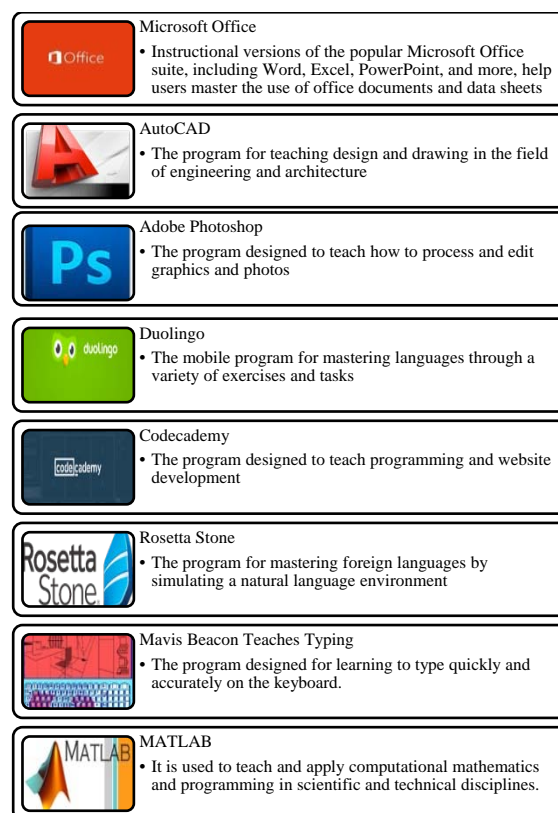 Office
Microsoft Office
• Instructional versions of the popular Microsoft Office
suite, including Word, Excel, PowerPoint, and more, help
users master the use of office documents and data sheets
AutoCAD
• The program for teaching design and drawing in the field
of engineering and architecture
Ps
Adobe Photoshop
• The program designed to teach how to process and edit
graphics and photos
duolingo
Duolingo
• The mobile program for mastering languages through a
variety of exercises and tasks
codecademy
Codecademy
• The program designed to teach programming and website
development
Rosetta
Stone
Rosetta Stone
• The program for mastering foreign languages by
simulating a natural language environment
Mavis Beacon Teaches Typing
• The program designed for learning to type quickly and
accurately on the keyboard.
MATLAB
MATLAB
• It is used to teach and apply computational mathematics
and programming in scientific and technical disciplines.